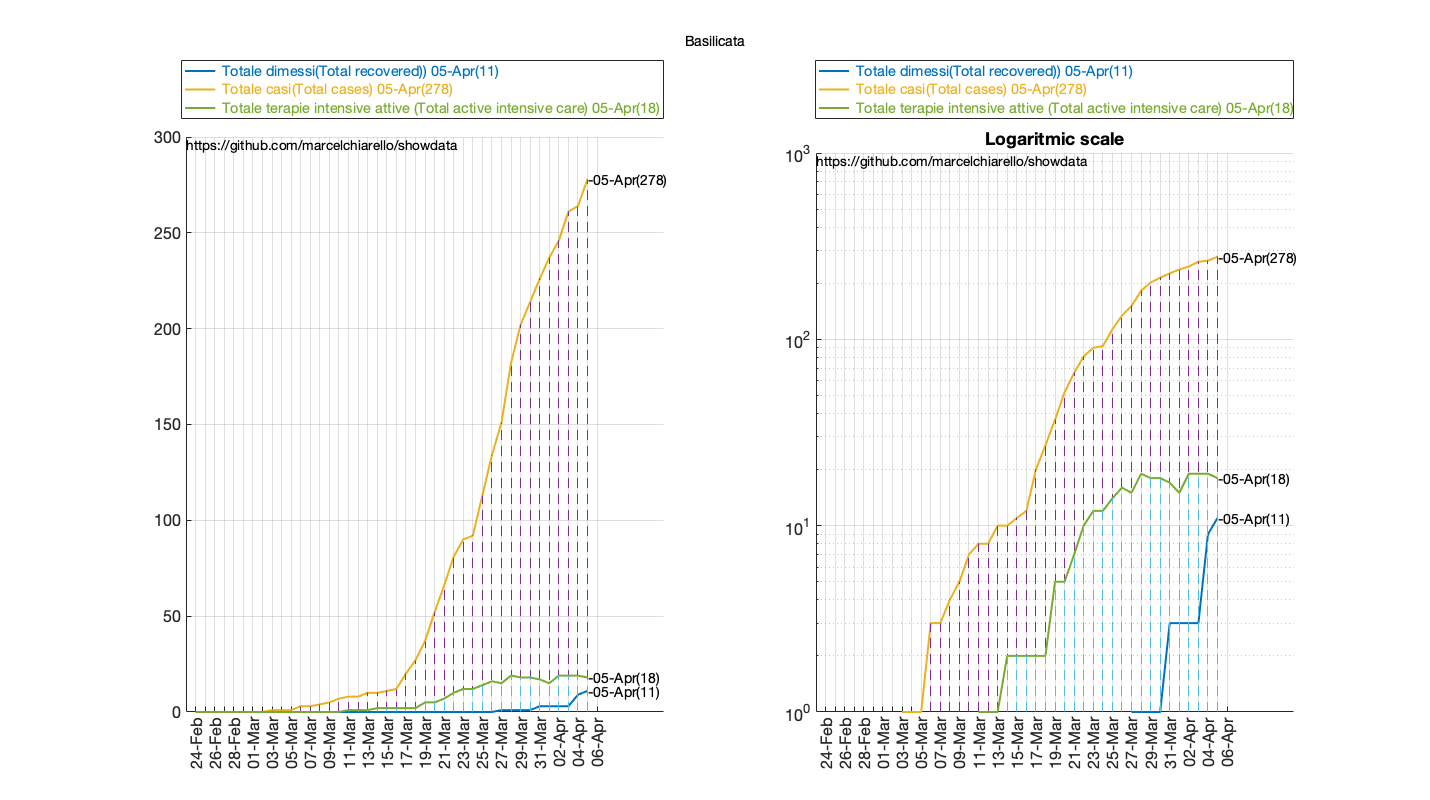 Basilicata
Totale dimessi(Total recovered)) 05-Apr(11)
Totale casi(Total cases) 05-Apr(278)
Totale terapie intensive attive (Total active intensive care) 05-Apr(18)
https://github.com/marcelchiarello/showdata
300
250
200
150
100
50
0
-05-Apr(278)
-05-Apr(18)
-05-Apr(11)
24-Feb
26-Feb
28-Feb
01-Mar
03-Mar
05-Mar
07-Mar
09-Mar
11-Mar
13-Mar
15-Mar
17-Mar
19-Mar
21-Mar
23-Mar
25-Mar
27-Mar
29-Mar
31-Mar
02-Apr
04-Apr
06-Apr
Totale dimessi(Total recovered)) 05-Apr(11)
Totale casi(Total cases) 05-Apr(278)
Totale terapie intensive attive (Total active intensive care) 05-Apr(18)
Logaritmic scale
https://github.com/marcelchiarello/showdata
10³
10²
10¹
10⁰
-05-Apr(278)
-05-Apr(18)
-05-Apr(11)
24-Feb
26-Feb
28-Feb
01-Mar
03-Mar
05-Mar
07-Mar
09-Mar
11-Mar
13-Mar
15-Mar
17-Mar
19-Mar
21-Mar
23-Mar
25-Mar
27-Mar
29-Mar
31-Mar
02-Apr
04-Apr
06-Apr